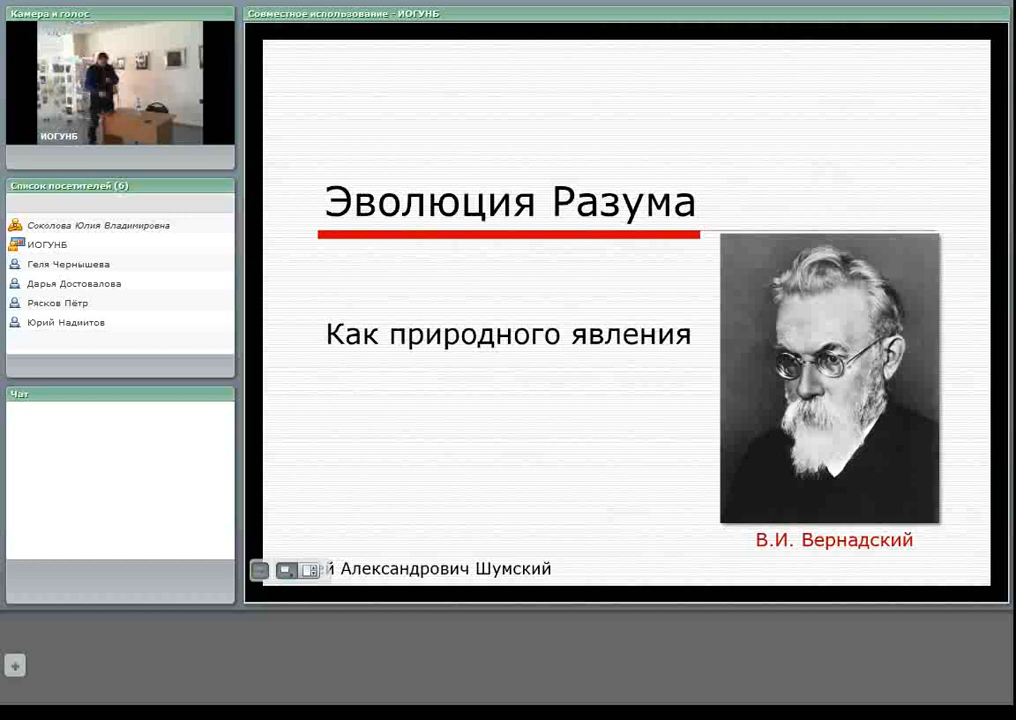 Камера и голос
ИОГУНБ
Список посетителей (6)
Соколова Юлия Владимировна
ИОГУНБ
Геля Чернышева
Дарья Достовалова
Рясков Пётр
Юрий Надмитов
Чат
Совместное использование - ИОГУНБ
Эволюция Разума
Как природного явления
В.И. Вернадский
Александрович Шумский